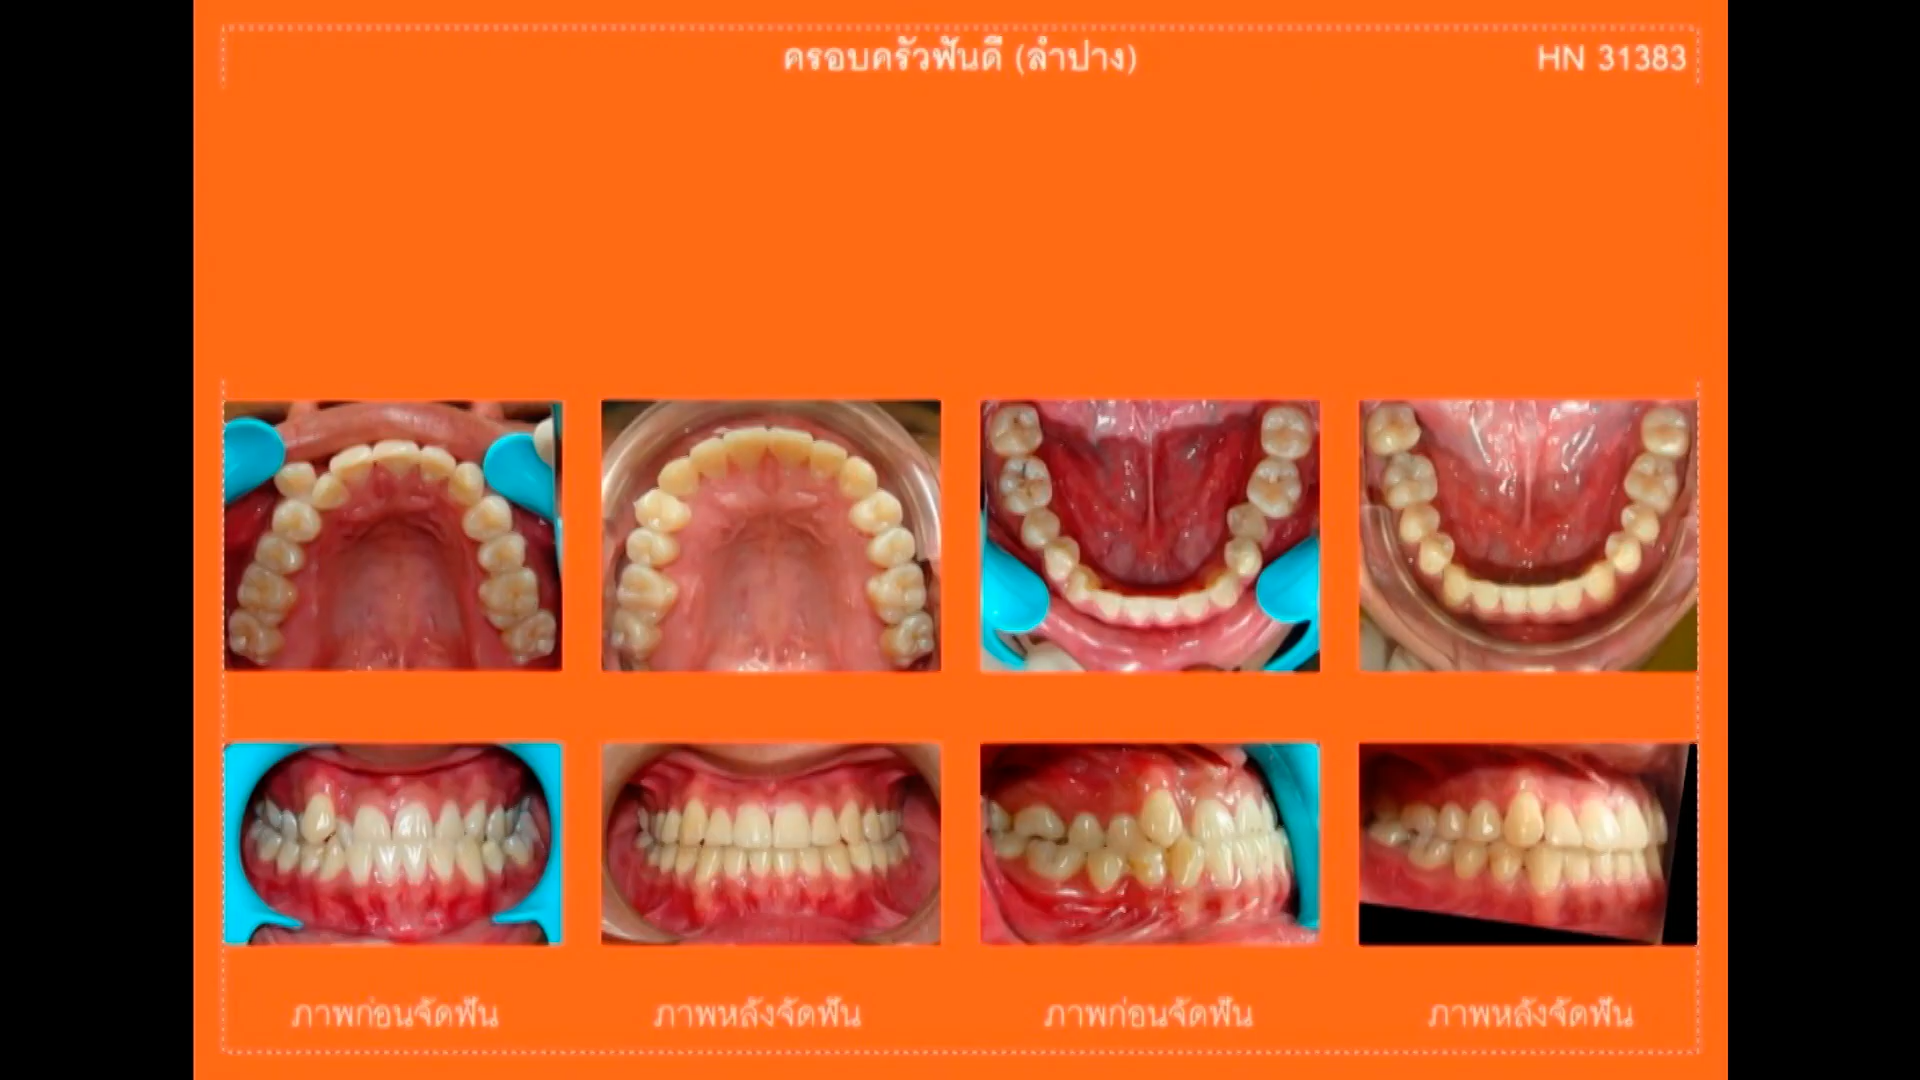 ครอบครัวฟันดี (ลำปาง)
HN 31383
ภาพก่อนจัดฟัน
ภาพหลังจัดฟัน
ภาพก่อนจัดฟัน
ภาพหลังจัดฟัน